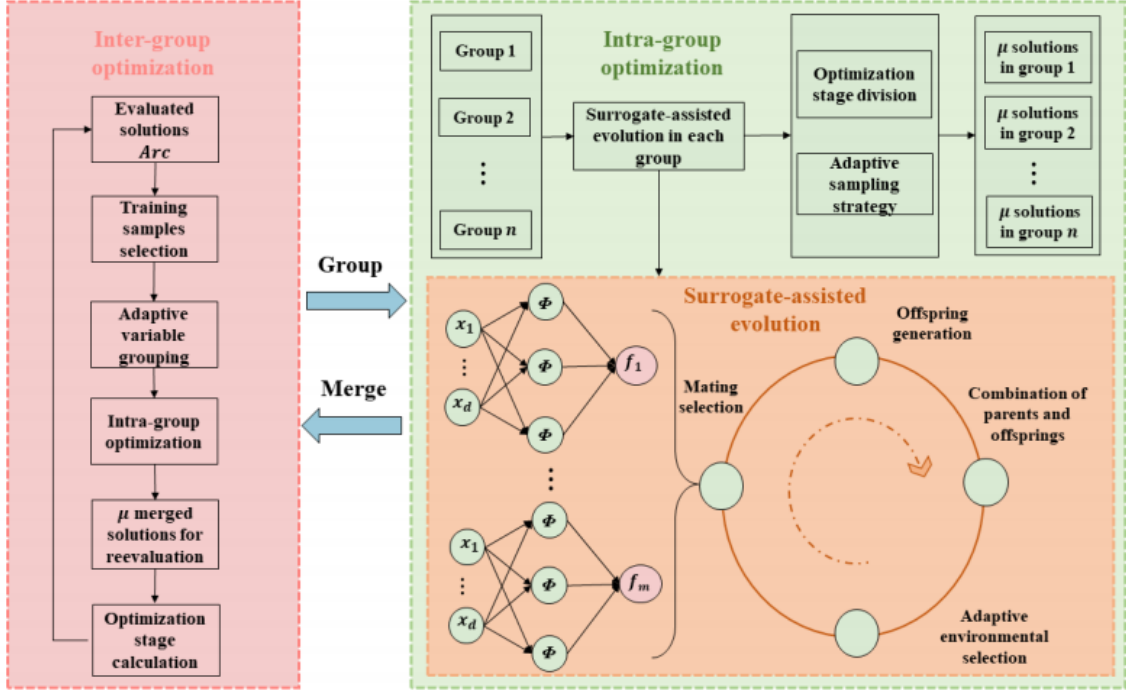 Inter-group
optimization
Evaluated
solutions
Arc
Training
samples
selection
Adaptive
variable
grouping
Intra-group
optimization
μ merged
solutions for
reevaluation
Optimization
stage
calculation
Group
Merge
Group 1
Group 2
⋮
Group n
Intra-group
optimization
Surrogate-assisted
evolution in each
group
Optimization
stage division
Adaptive
sampling
strategy
μ solutions
in group 1
μ solutions
in group 2
⋮
μ solutions
in group n
Surrogate-assisted
evolution
x₁
⋮
x_d
Φ
Φ
Φ
f₁
⋮
x₁
⋮
x_d
Φ
Φ
Φ
f_m
Mating
selection
Offspring
generation
Combination of
parents and
offsprings
Adaptive
environmental
selection